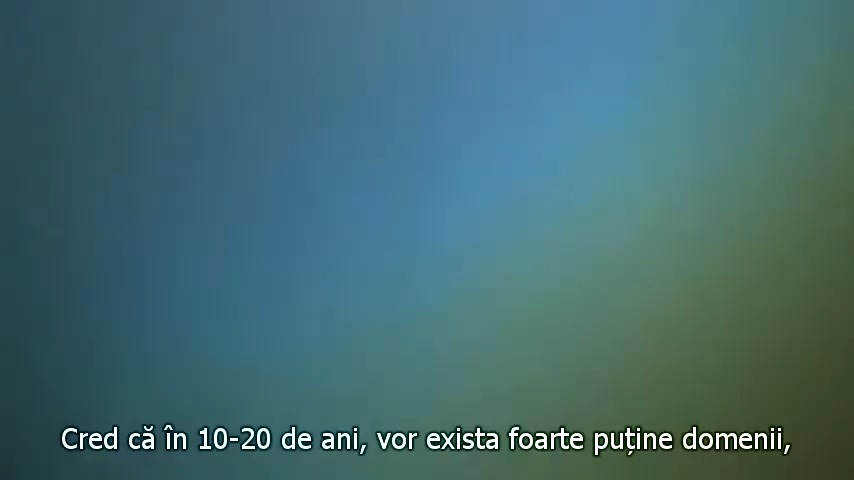 Cred că în 10-20 de ani, vor exista foarte puține domenii,